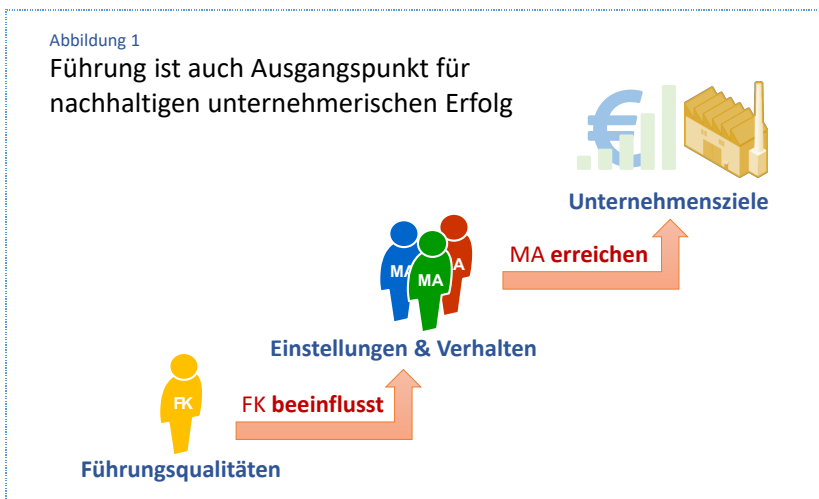 Abbildung 1
Führung ist auch Ausgangspunkt für
nachhaltigen unternehmerischen Erfolg
Unternehmensziele
MA erreichen
MA
MA
A
Einstellungen & Verhalten
FK
FK beeinflusst
Führungsqualitäten